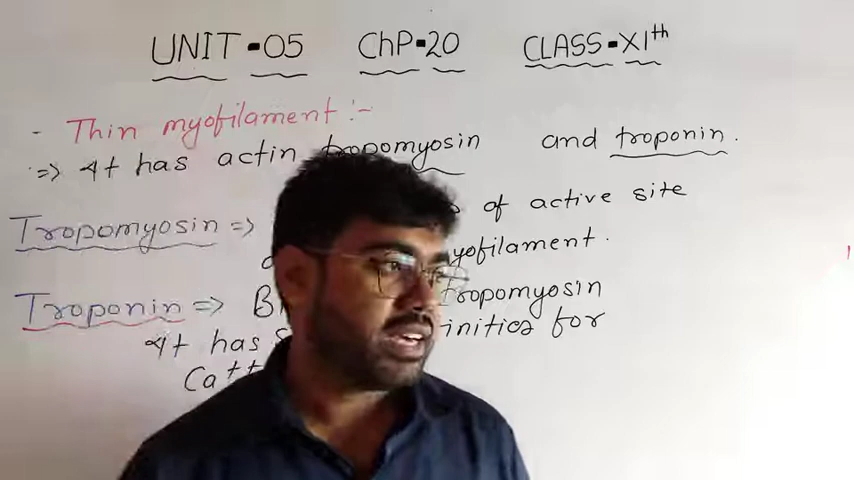 UNIT-05 ChP-20 CLASS-XIth
- Thin myofilament :-
=> It has actin tropomyosin and troponin.
Tropomyosin => of active site
yofilament.
Troponin => B tropomyosin
It has initics for
Ca++